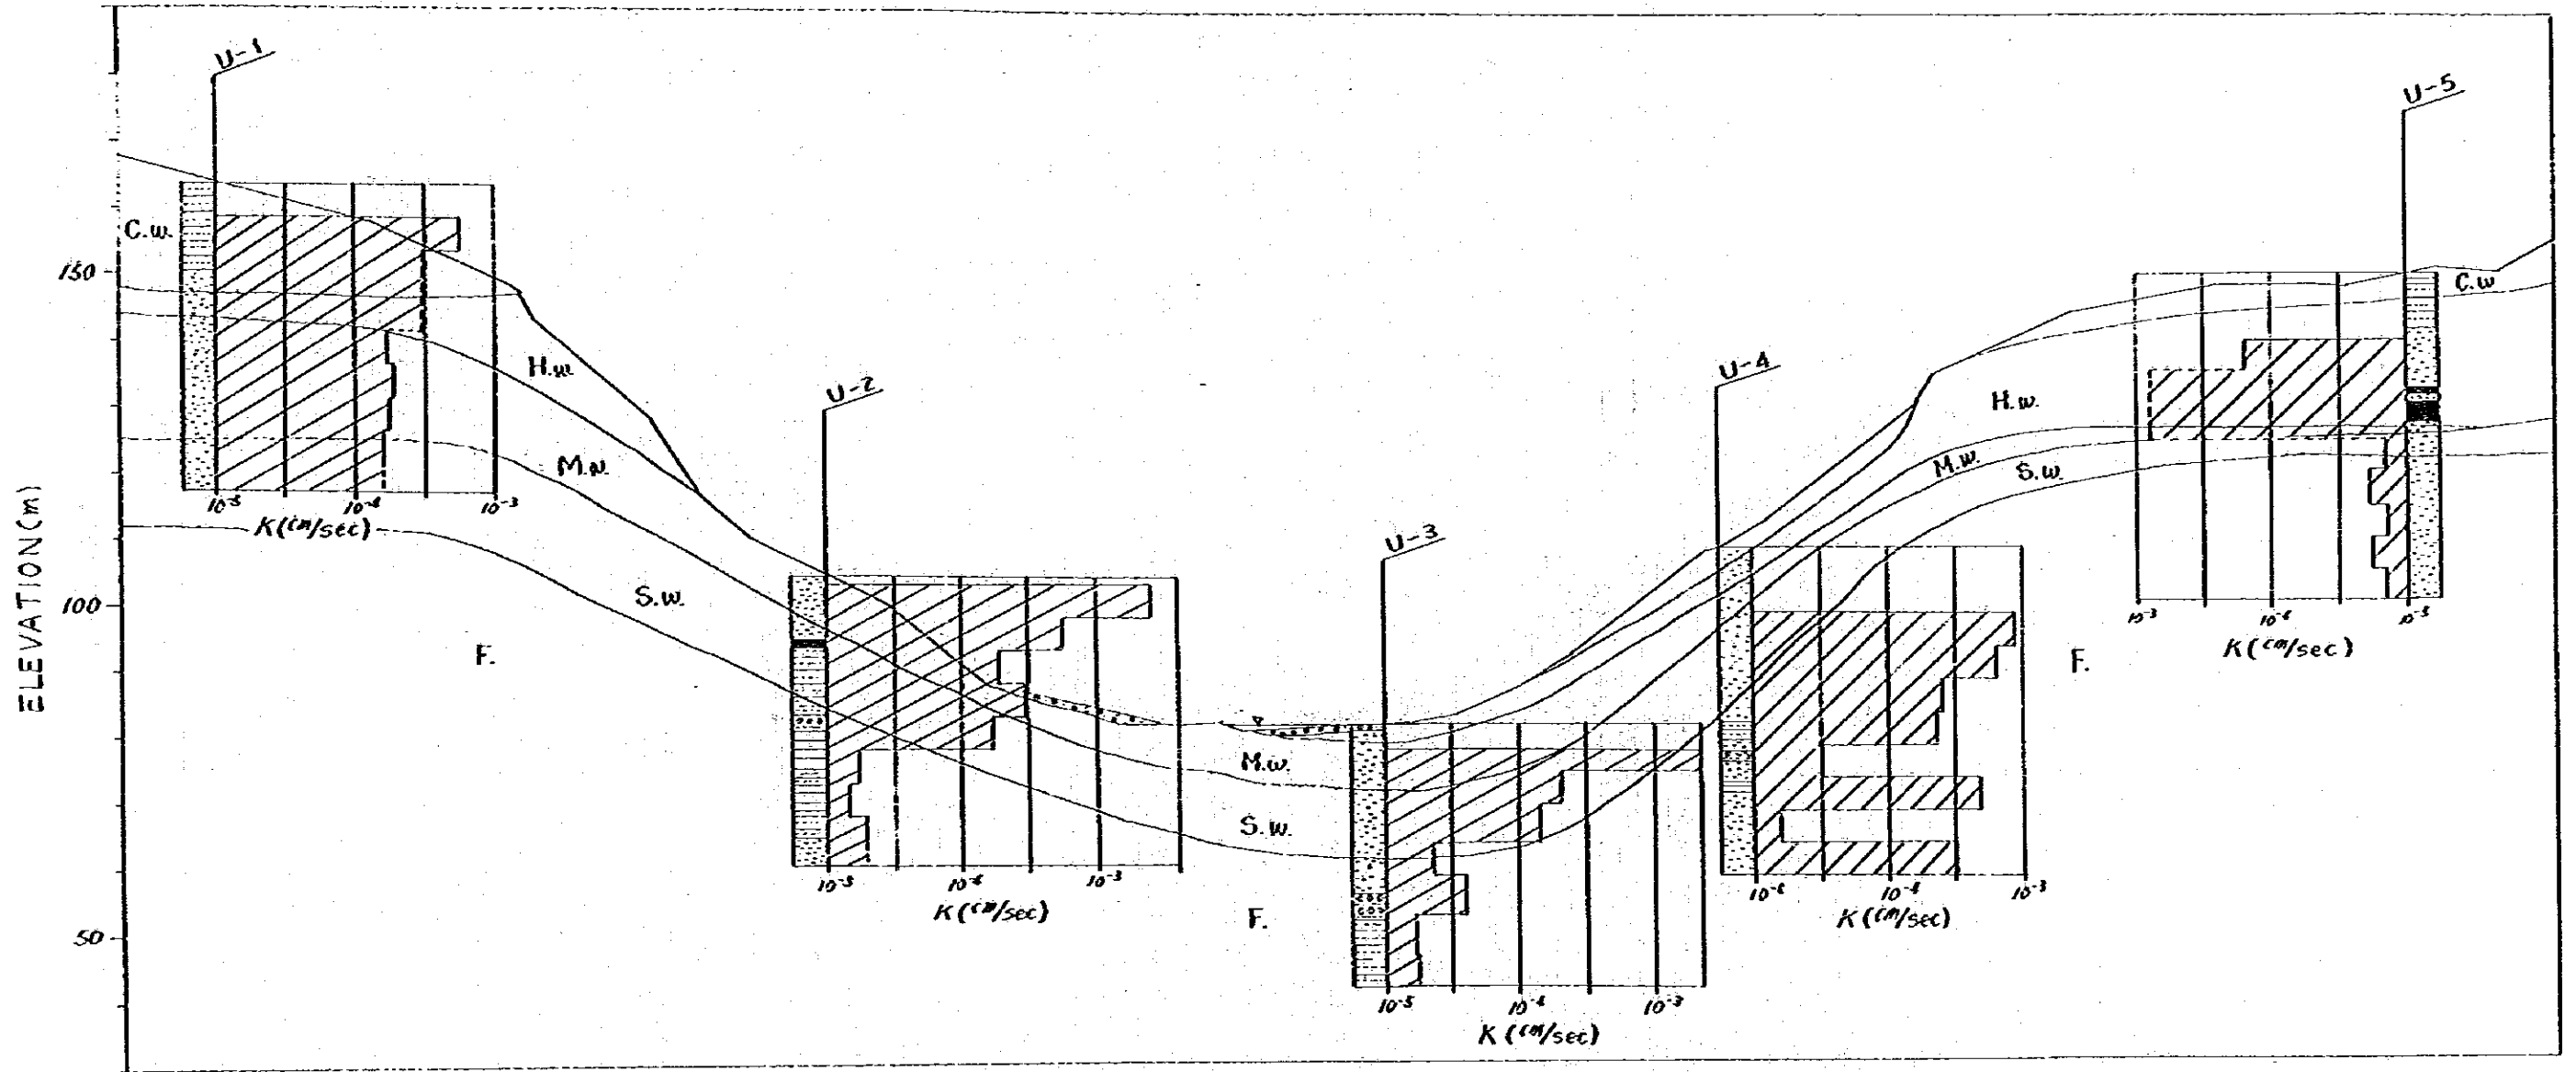 U-1
U-5
C.w.
150
C.w
H.w.
U-2
U-4
H.w.
M.w.
M.w.
S.w.
10⁻⁵ 10⁻⁴ 10⁻³
K(cm/sec)
ELEVATION(m)
U-3
100
S.w.
F.
F.
10⁻³ 10⁻⁴ 10⁻⁵
K(cm/sec)
M.w.
S.w.
10⁻⁵ 10⁻⁴ 10⁻³
K(cm/sec)
F.
10⁻⁴ 10⁻³
K(cm/sec)
50
10⁻⁵ 10⁻⁴ 10⁻³
K(cm/sec)